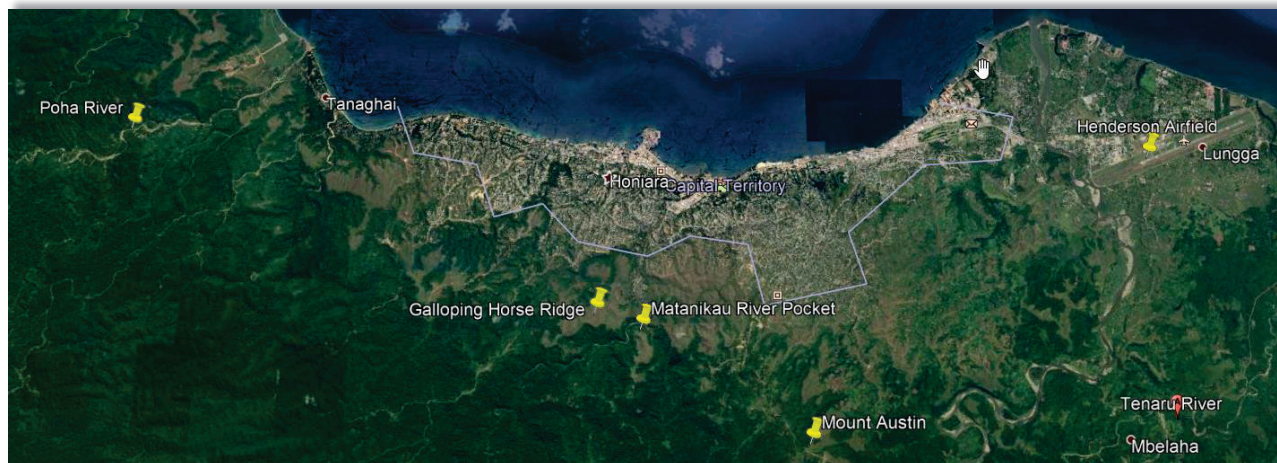 Poha River
Tanaghai
Henderson Airfield
Lungga
Honiara
Capital Territory
Galloping Horse Ridge
Matanikau River Pocket
Tenaru River
Mount Austin
Mbelaha